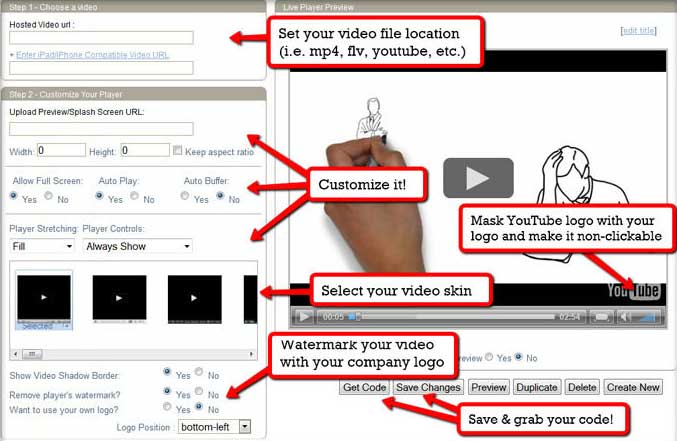 Step 1 - Choose a video
Hosted Video url :
+ Enter iPad/iPhone Compatible Video URL
Set your video file location
(i.e. mp4, flv, youtube, etc.)
Step 2 - Customize Your Player
Upload Preview/Splash Screen URL:
Width: 0 Height: 0 Keep aspect ratio
Allow Full Screen: Auto Play: Auto Buffer:
Yes No Yes No Yes No
Customize it!
Player Stretching: Player Controls:
Fill Always Show
Selected
Select your video skin
Watermark your video
with your company logo
Show Video Shadow Border: Yes No
Remove player's watermark? Yes No
Want to use your own logo? Yes No
Logo Position : bottom-left
Live Player Preview
[edit title]
Mask YouTube logo with your
logo and make it non-clickable
YouTube
00:05 02:54
review Yes No
Get Code Save Changes Preview Duplicate Delete Create New
Save & grab your code!